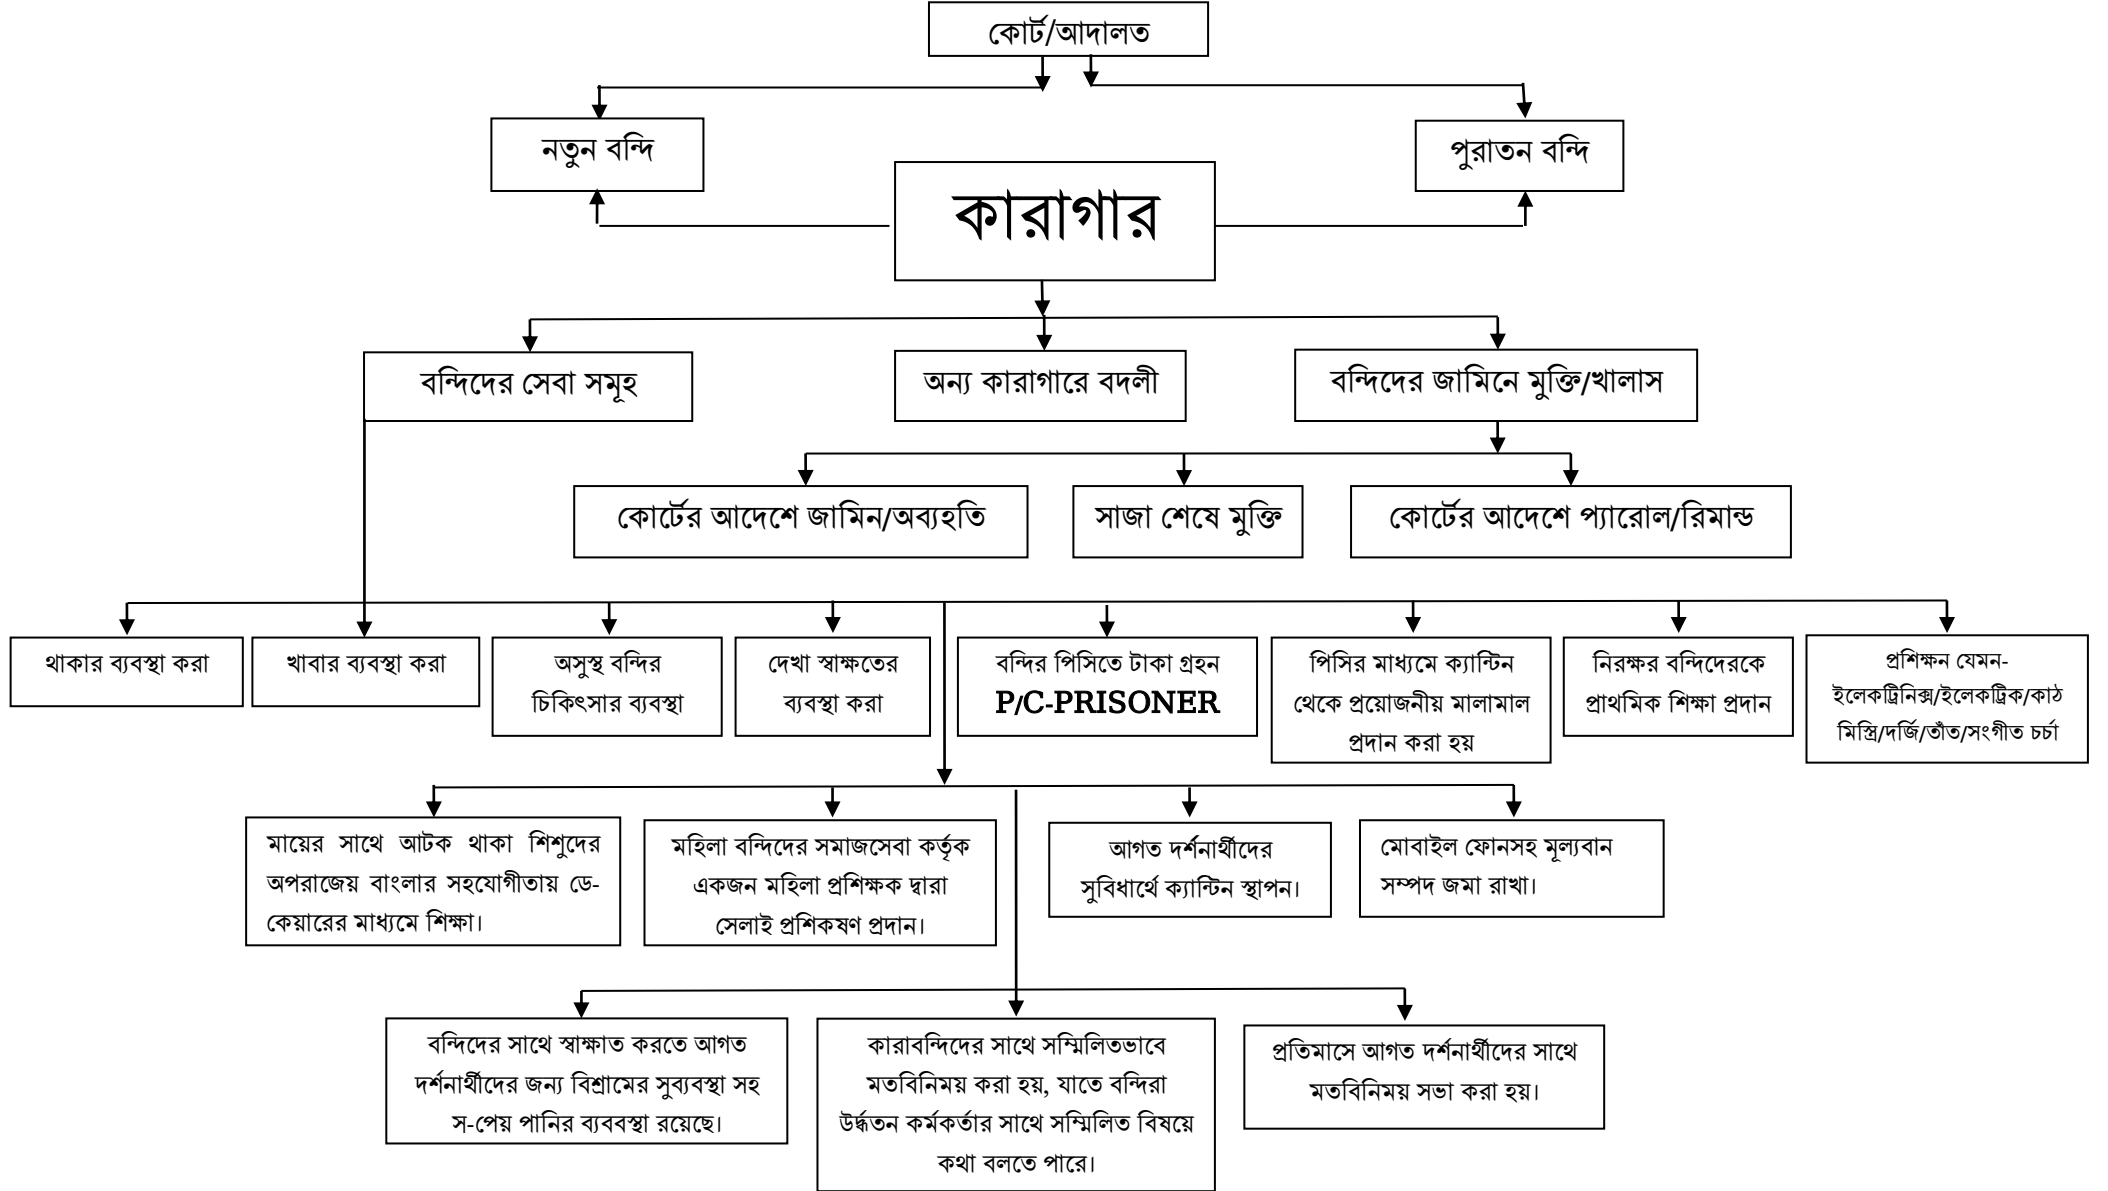 কোর্ট/আদালত
নতুন বন্দি
পুরাতন বন্দি
কারাগার
বন্দিদের সেবা সমূহ
অন্য কারাগারে বদলী
বন্দিদের জামিনে মুক্তি/খালাস
কোর্টের আদেশে জামিন/অব্যহতি
সাজা শেষে মুক্তি
কোর্টের আদেশে প্যারোল/রিমান্ড
থাকার ব্যবস্থা করা
খাবার ব্যবস্থা করা
অসুস্থ বন্দির
চিকিৎসার ব্যবস্থা
দেখা স্বাক্ষতের
ব্যবস্থা করা
বন্দির পিসিতে টাকা গ্রহন
P/C-PRISONER
পিসির মাধ্যমে ক্যান্টিন
থেকে প্রয়োজনীয় মালামাল
প্রদান করা হয়
নিরক্ষর বন্দিদেরকে
প্রাথমিক শিক্ষা প্রদান
প্রশিক্ষন যেমন-
ইলেকট্রিনিক্স/ইলেকট্রিক/কাঠ
মিস্ত্রি/দর্জি/তাঁত/সংগীত চর্চা
মায়ের সাথে আটক থাকা শিশুদের
অপরাজেয় বাংলার সহযোগীতায় ডে-
কেয়ারের মাধ্যমে শিক্ষা।
মহিলা বন্দিদের সমাজসেবা কর্তৃক
একজন মহিলা প্রশিক্ষক দ্বারা
সেলাই প্রশিকষণ প্রদান।
আগত দর্শনার্থীদের
সুবিধার্থে ক্যান্টিন স্থাপন।
মোবাইল ফোনসহ মূল্যবান
সম্পদ জমা রাখা।
বন্দিদের সাথে স্বাক্ষাত করতে আগত
দর্শনার্থীদের জন্য বিশ্রামের সুব্যবস্থা সহ
স-পেয় পানির ব্যববস্থা রয়েছে।
কারাবন্দিদের সাথে সম্মিলিতভাবে
মতবিনিময় করা হয়, যাতে বন্দিরা
উর্দ্ধতন কর্মকর্তার সাথে সম্মিলিত বিষয়ে
কথা বলতে পারে।
প্রতিমাসে আগত দর্শনার্থীদের সাথে
মতবিনিময় সভা করা হয়।